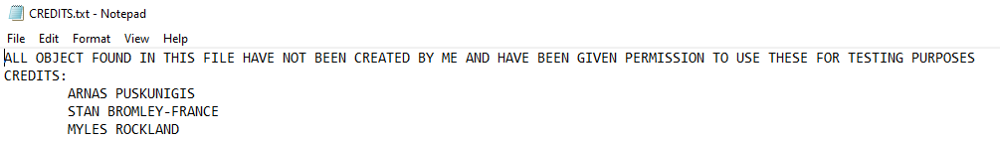 CREDITS.txt - Notepad
File Edit Format View Help
ALL OBJECT FOUND IN THIS FILE HAVE NOT BEEN CREATED BY ME AND HAVE BEEN GIVEN PERMISSION TO USE THESE FOR TESTING PURPOSES
CREDITS:
ARNAS PUSKUNIGIS
STAN BROMLEY-FRANCE
MYLES ROCKLAND